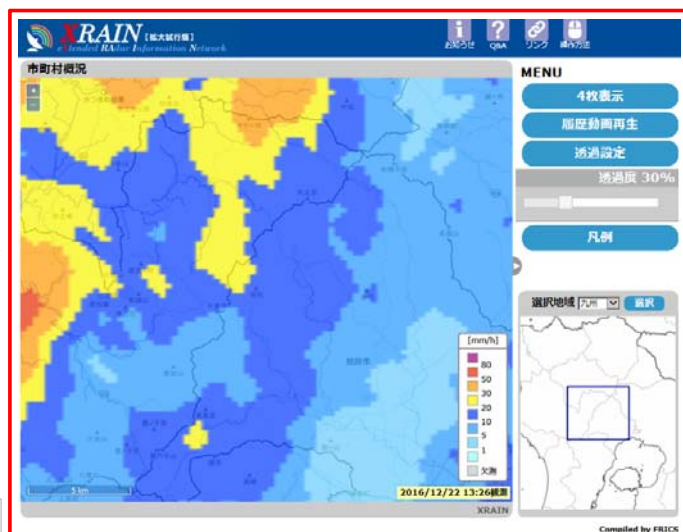 XRAIN【拡大試行版】
eXtended RAdar Information Network
お知らせ
Q&A
リンク
操作方法
市町村概況
+
−
MENU
4枚表示
履歴動画再生
透過設定
透過度 30%
凡例
選択地域 九州 選択
[mm/h]
80
50
30
20
10
5
1
欠測
5 km
2016/12/22 13:26観測
XRAIN
Compiled by FRICS